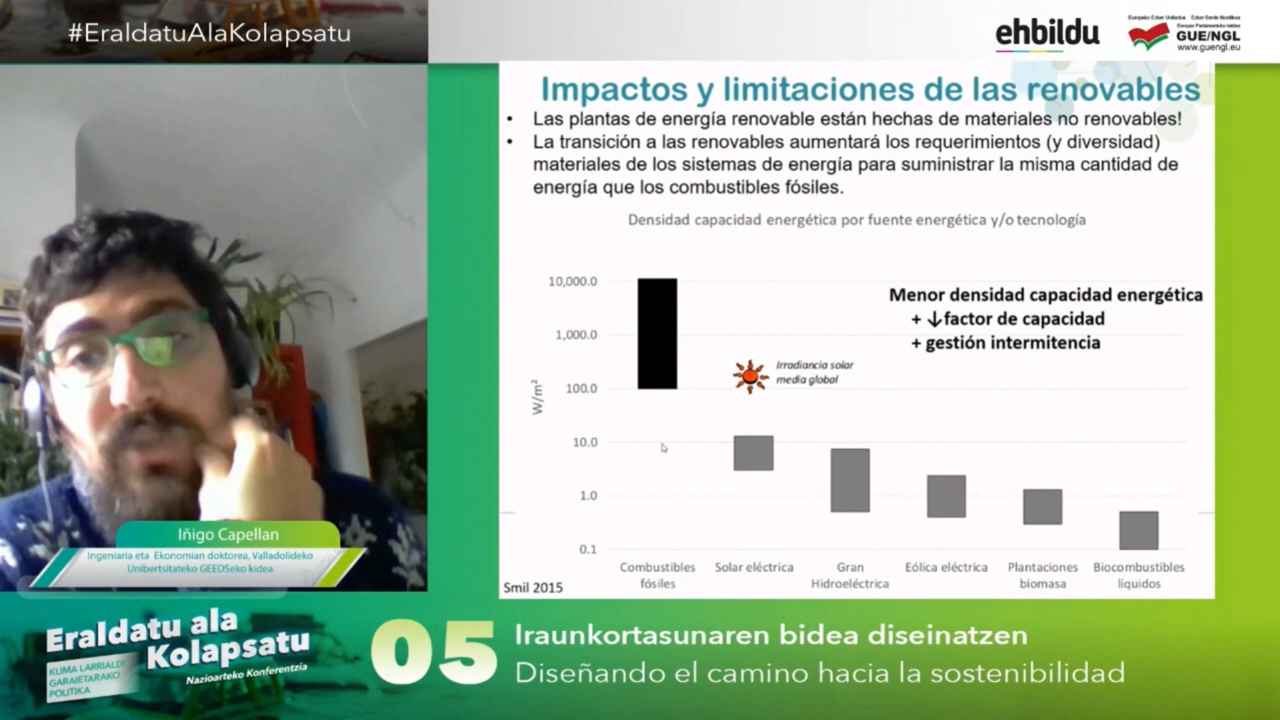 #EraldatuAlaKolapsatu
ehbildu
Europako Ezker Unitarioa Ezker Berde Nordikoa
GUE/NGL
www.guengl.eu
Impactos y limitaciones de las renovables
• Las plantas de energía renovable están hechas de materiales no renovables!
• La transición a las renovables aumentará los requerimientos (y diversidad)
materiales de los sistemas de energía para suministrar la misma cantidad de
energía que los combustibles fósiles.
Densidad capacidad energética por fuente energética y/o tecnología
W/m²
10,000.0
1,000.0
100.0
10.0
1.0
0.1
Menor densidad capacidad energética
+ ↓factor de capacidad
+ gestión intermitencia
Irradiancia solar
media global
Combustibles
fósiles
Solar eléctrica
Gran
Hidroeléctrica
Eólica eléctrica
Plantaciones
biomasa
Biocombustibles
líquidos
Smil 2015
Iñigo Capellan
Ingeniaria eta Ekonomian doktorea, Valladolideko
Unibertsitateko GEEDSeko kidea
Eraldatu ala
Kolapsatu
KLIMA LARRIALDI
GARAIETARAKO
POLITIKA
Nazioarteko Konferentzia
05
Iraunkortasunaren bidea diseinatzen
Diseñando el camino hacia la sostenibilidad